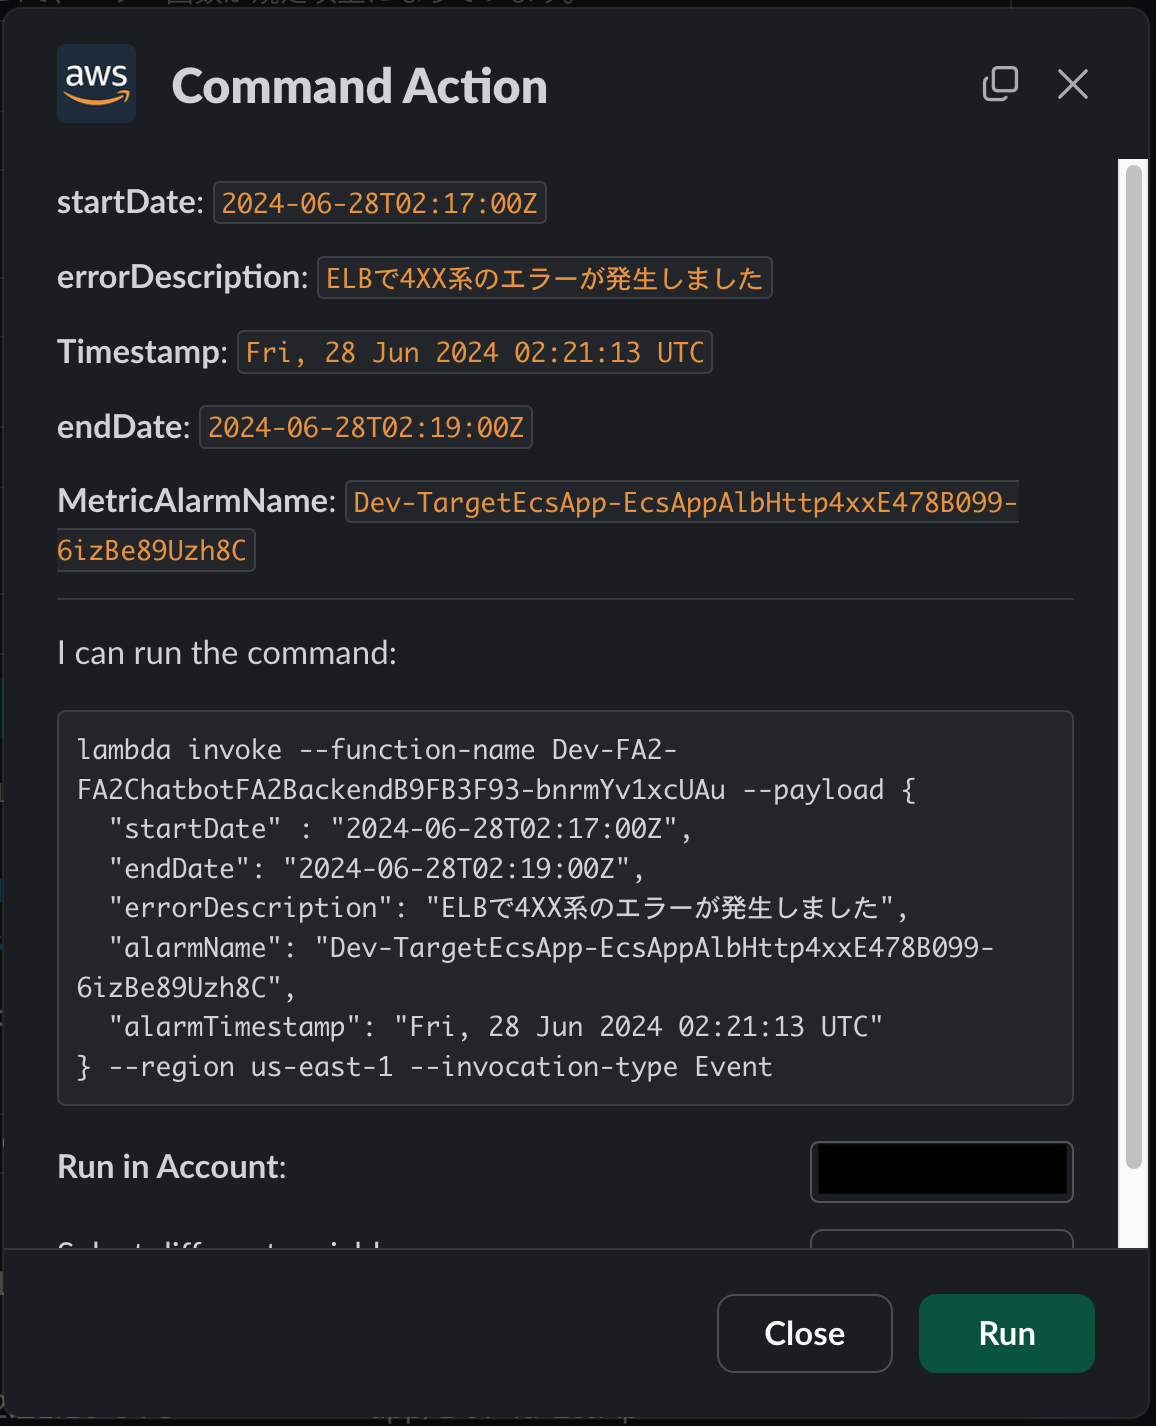 aws
Command Action
startDate: 2024-06-28T02:17:00Z
errorDescription: ELBで4XX系のエラーが発生しました
Timestamp: Fri, 28 Jun 2024 02:21:13 UTC
endDate: 2024-06-28T02:19:00Z
MetricAlarmName: Dev-TargetEcsApp-EcsAppAlbHttp4xxE478B099-
6izBe89Uzh8C
I can run the command:
lambda invoke --function-name Dev-FA2-
FA2ChatbotFA2BackendB9FB3F93-bnrmYv1xcUAu --payload {
"startDate" : "2024-06-28T02:17:00Z",
"endDate": "2024-06-28T02:19:00Z",
"errorDescription": "ELBで4XX系のエラーが発生しました",
"alarmName": "Dev-TargetEcsApp-EcsAppAlbHttp4xxE478B099-
6izBe89Uzh8C",
"alarmTimestamp": "Fri, 28 Jun 2024 02:21:13 UTC"
} --region us-east-1 --invocation-type Event
Run in Account:
Close
Run